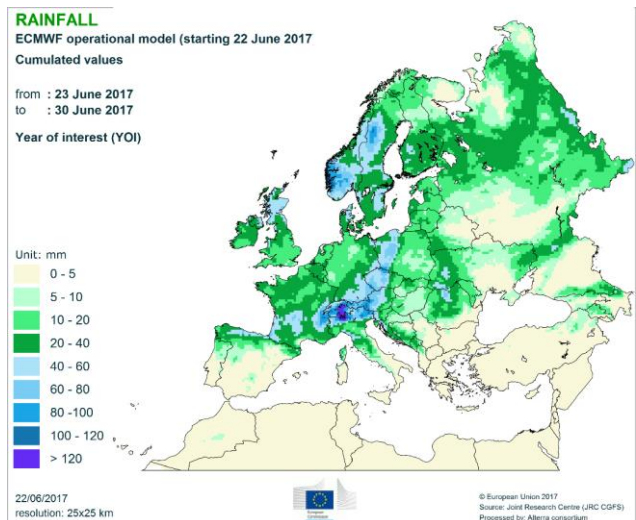 RAINFALL
ECMWF operational model (starting 22 June 2017
Cumulated values
from : 23 June 2017
to : 30 June 2017
Year of interest (YOI)
Unit: mm
0 - 5
5 - 10
10 - 20
20 - 40
40 - 60
60 - 80
80 -100
100 - 120
> 120
22/06/2017
resolution: 25x25 km
European
Commission
© European Union 2017
Source: Joint Research Centre (JRC CGFS)
Processed by: Alterra consortium